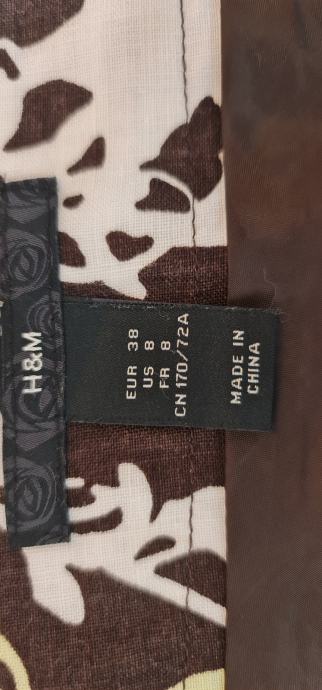 H&M
EUR 38
US 8
FR 8
CN 170/72A
MADE IN
CHINA